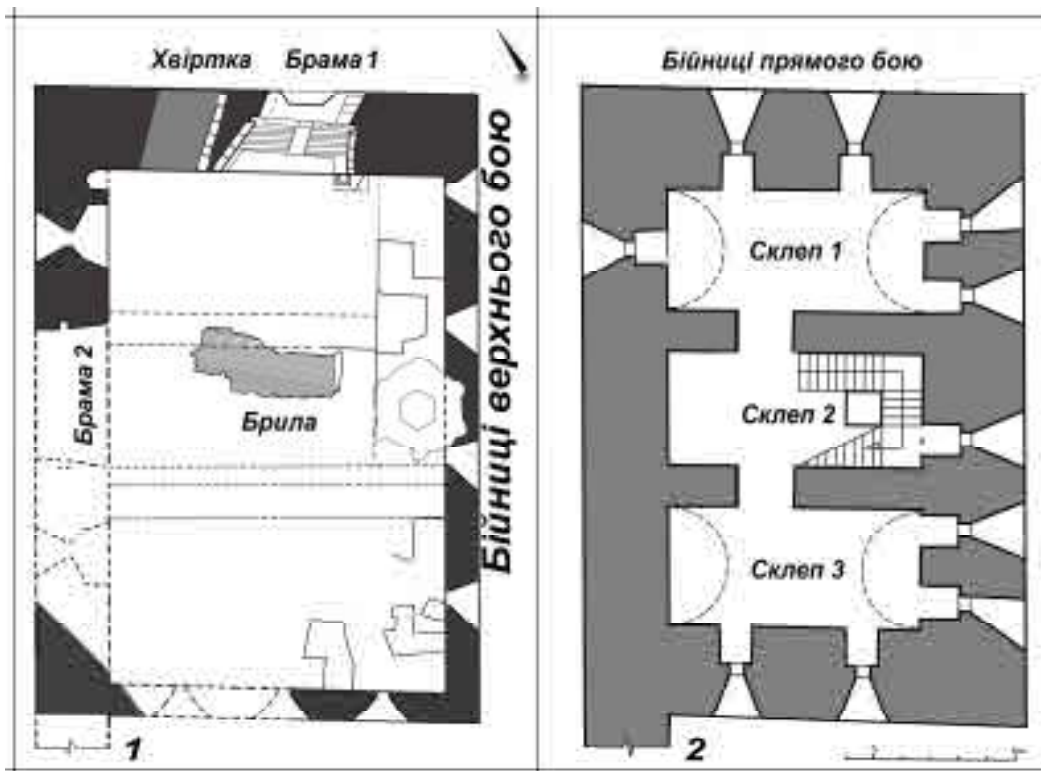 Хвіртка Брама 1
Бійниці верхнього бою
Брама 2
Брила
1
Бійниці прямого бою
Склеп 1
Склеп 2
Склеп 3
2